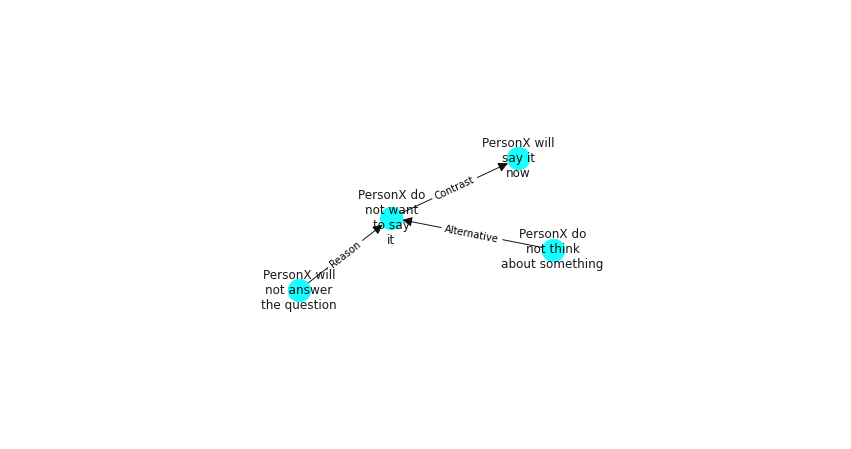 PersonX will
say it
now
Contrast
PersonX do
not want
to say
it
Alternative
PersonX do
not think
about something
Reason
PersonX will
not answer
the question